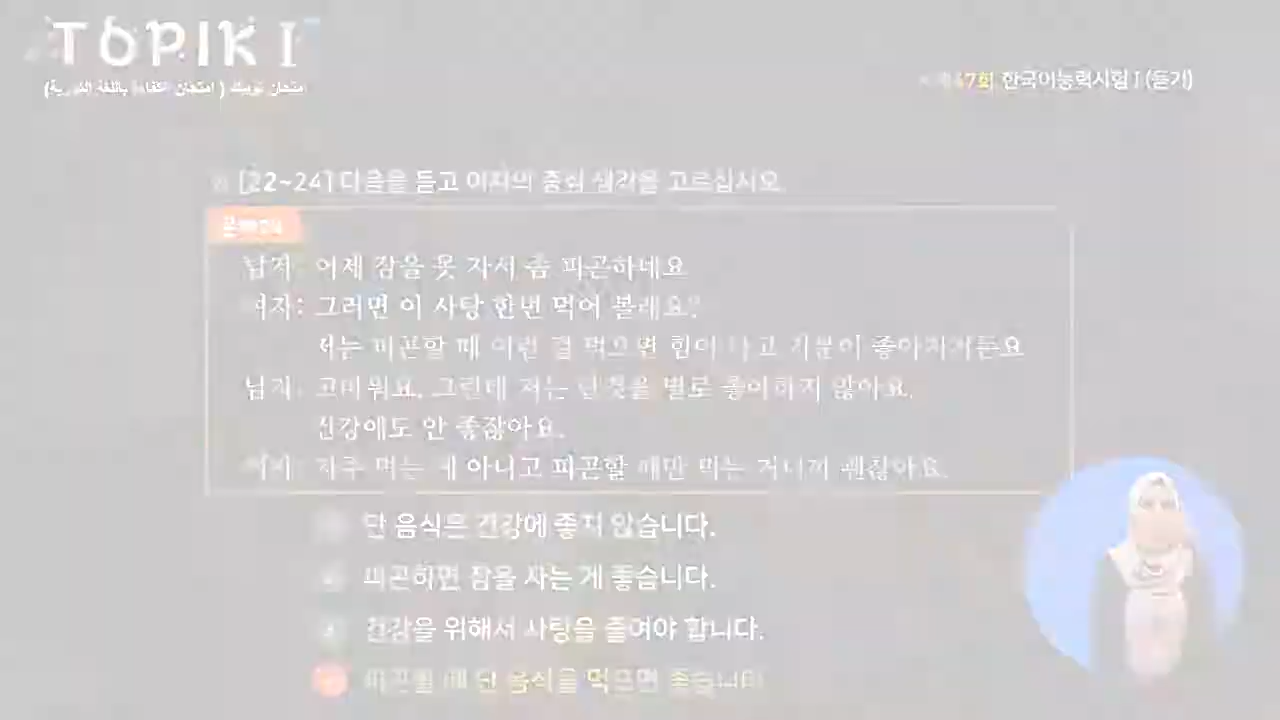 TOPIK I
47회 한국어능력시험 I (듣기)
[22~24] 다음을 듣고 여자의 중심 생각을 고르십시오.
남자: 어제 잠을 못 자서 좀 피곤하네요.
여자: 그러면 이 사탕 한번 먹어 볼래요?
저는 피곤할 때 이런 걸 먹으면 힘이 나고 기분이 좋아지거든요.
남자: 고마워요. 그런데 저는 단것을 별로 좋아하지 않아요.
건강에도 안 좋잖아요.
여자: 자주 먹는 게 아니고 피곤할 때만 먹는 거니까 괜찮아요.
단 음식은 건강에 좋지 않습니다.
피곤하면 잠을 자는 게 좋습니다.
건강을 위해서 사탕을 줄여야 합니다.
피곤할 때 단 음식을 먹으면 좋습니다.